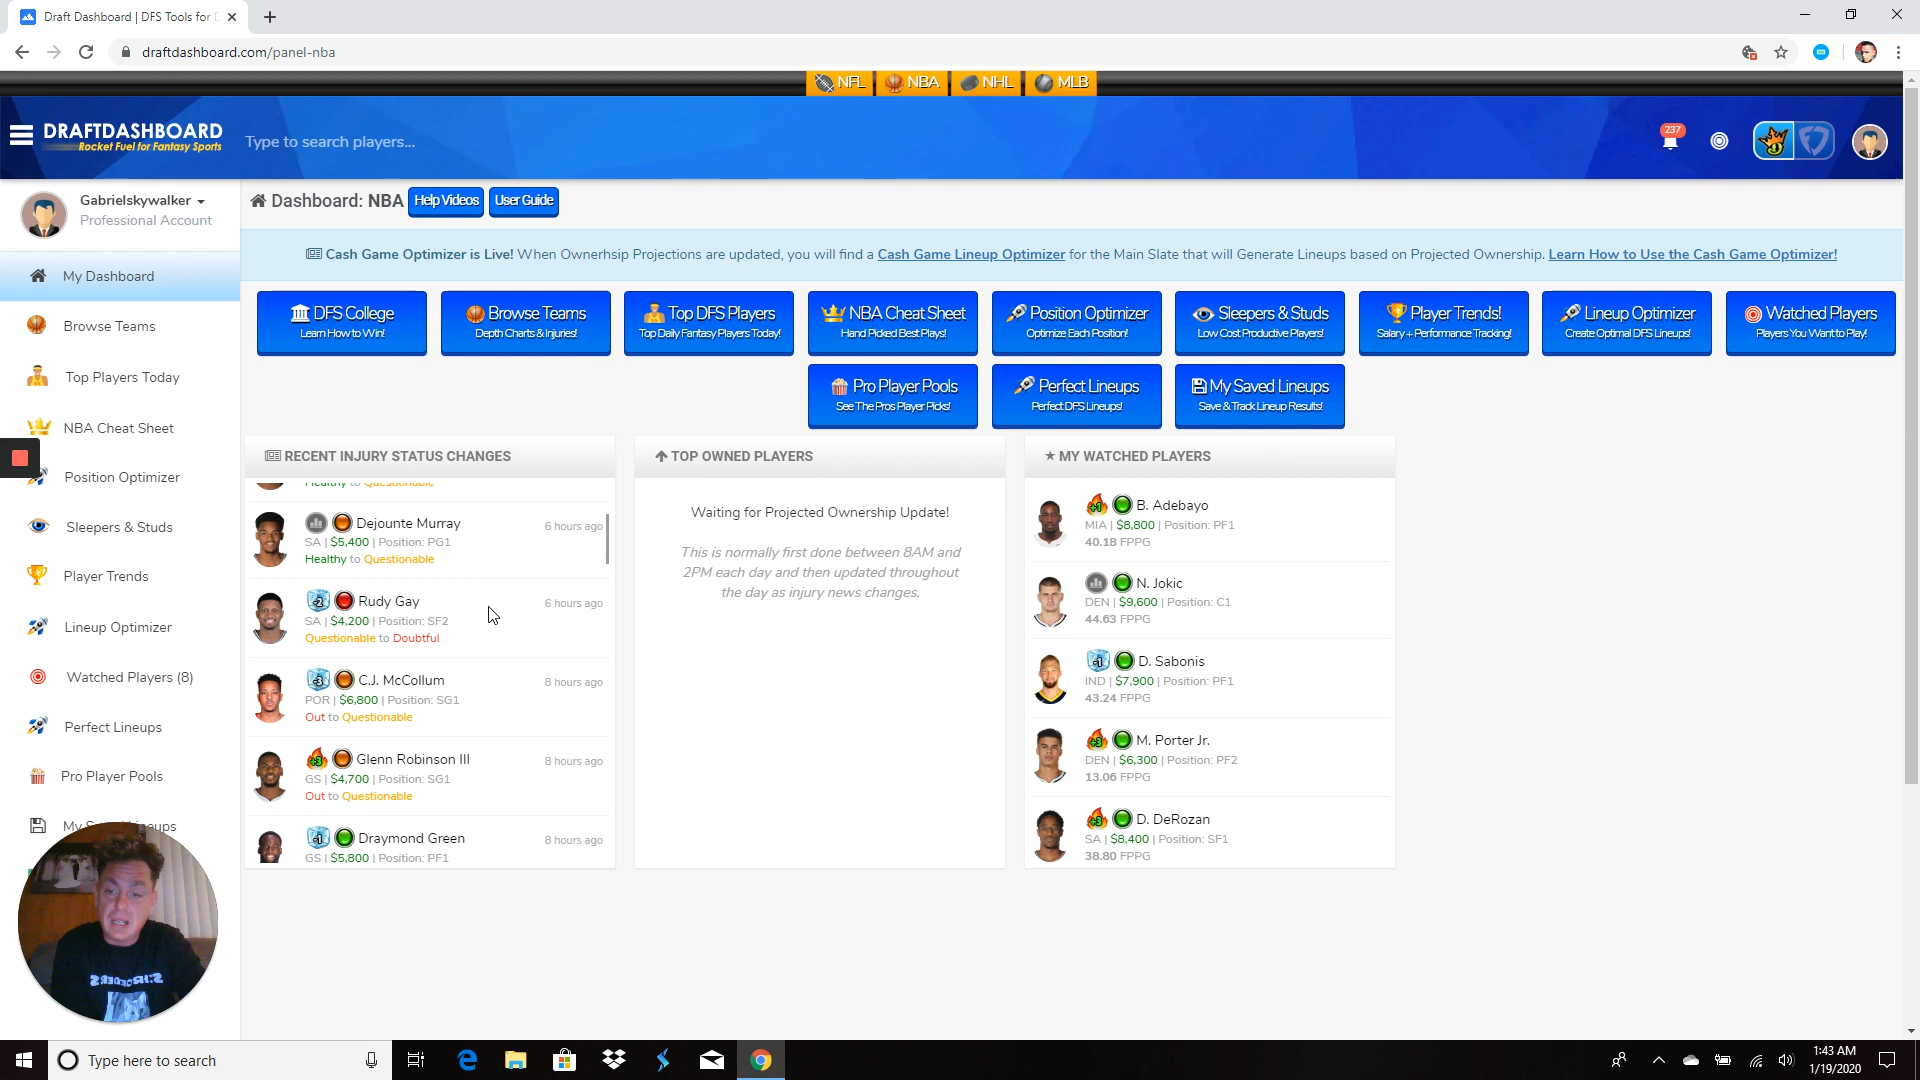 Draft Dashboard | DFS Tools for D
draftdashboard.com/panel-nba
NFL
NBA
NHL
MLB
DRAFTDASHBOARD
Rocket Fuel for Fantasy Sports
Type to search players...
237
Gabrielskywalker
Professional Account
My Dashboard
Browse Teams
Top Players Today
NBA Cheat Sheet
Position Optimizer
Sleepers & Studs
Player Trends
Lineup Optimizer
Watched Players (8)
Perfect Lineups
Pro Player Pools
Dashboard: NBA
Help Videos
User Guide
Cash Game Optimizer is Live! When Ownerhsip Projections are updated, you will find a Cash Game Lineup Optimizer for the Main Slate that will Generate Lineups based on Projected Ownership. Learn How to Use the Cash Game Optimizer!
DFS College
Learn How to Win!
Browse Teams
Depth Charts & Injuries!
Top DFS Players
Top Daily Fantasy Players Today!
NBA Cheat Sheet
Hand Picked Best Plays!
Position Optimizer
Optimize Each Position!
Sleepers & Studs
Low Cost Productive Players!
Player Trends!
Salary + Performance Tracking!
Lineup Optimizer
Create Optimal DFS Lineups!
Watched Players
Players You Want to Play!
Pro Player Pools
See The Pros Player Picks!
Perfect Lineups
Perfect DFS Lineups!
My Saved Lineups
Save & Track Lineup Results!
RECENT INJURY STATUS CHANGES
Healthy to Questionable
Dejounte Murray
6 hours ago
SA | $5,400 | Position: PG1
Healthy to Questionable
-2
Rudy Gay
6 hours ago
SA | $4,200 | Position: SF2
Questionable to Doubtful
-3
C.J. McCollum
8 hours ago
POR | $6,800 | Position: SG1
Out to Questionable
+3
Glenn Robinson III
8 hours ago
GS | $4,700 | Position: SG1
Out to Questionable
-1
Draymond Green
8 hours ago
GS | $5,800 | Position: PF1
TOP OWNED PLAYERS
Waiting for Projected Ownership Update!
This is normally first done between 8AM and
2PM each day and then updated throughout
the day as injury news changes.
MY WATCHED PLAYERS
+1
B. Adebayo
MIA | $8,800 | Position: PF1
40.18 FPPG
N. Jokic
DEN | $9,600 | Position: C1
44.63 FPPG
-1
D. Sabonis
IND | $7,900 | Position: PF1
43.24 FPPG
+3
M. Porter Jr.
DEN | $6,300 | Position: PF2
13.06 FPPG
+3
D. DeRozan
SA | $8,400 | Position: SF1
38.80 FPPG
Type here to search
1:43 AM
1/19/2020